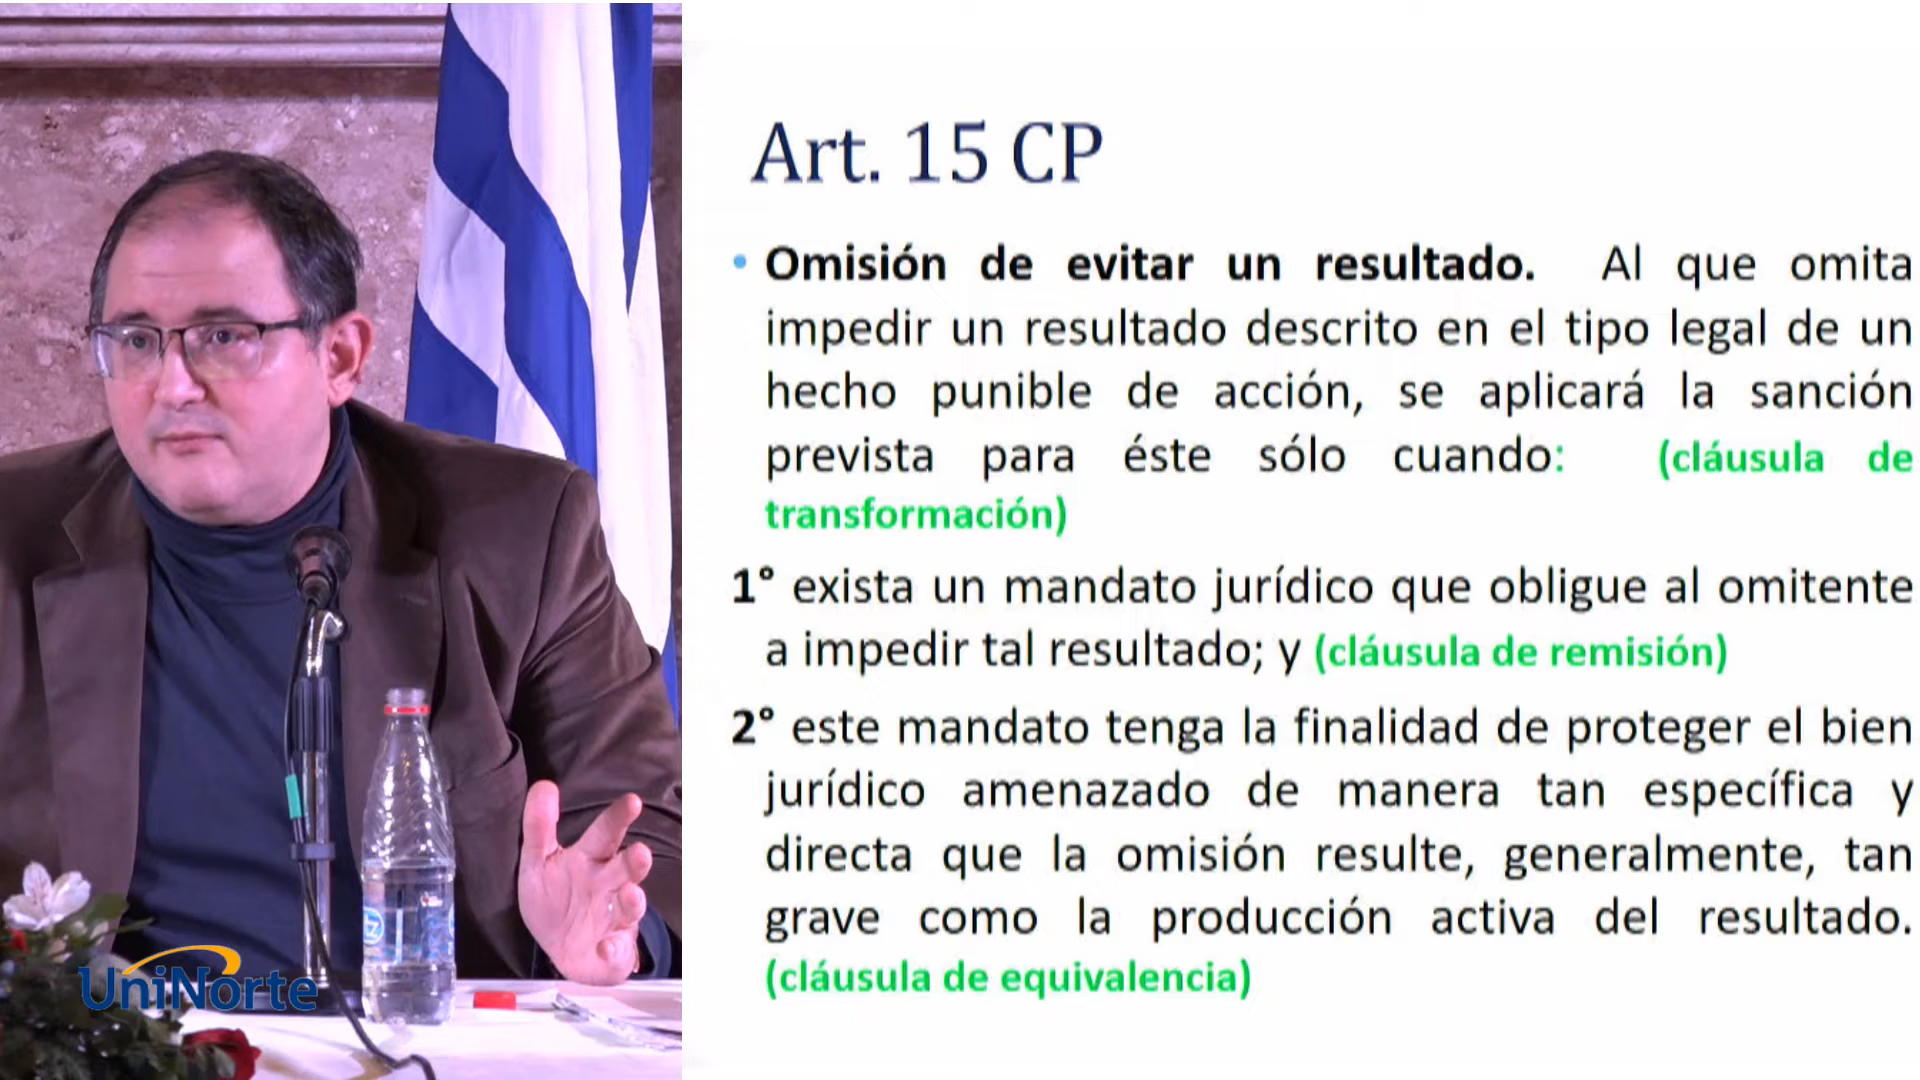 Art. 15 CP
• Omisión de evitar un resultado. Al que omita
impedir un resultado descrito en el tipo legal de un
hecho punible de acción, se aplicará la sanción
prevista para éste sólo cuando: (cláusula de
transformación)
1° exista un mandato jurídico que obligue al omitente
a impedir tal resultado; y (cláusula de remisión)
2° este mandato tenga la finalidad de proteger el bien
jurídico amenazado de manera tan específica y
directa que la omisión resulte, generalmente, tan
grave como la producción activa del resultado.
(cláusula de equivalencia)
UniNorte